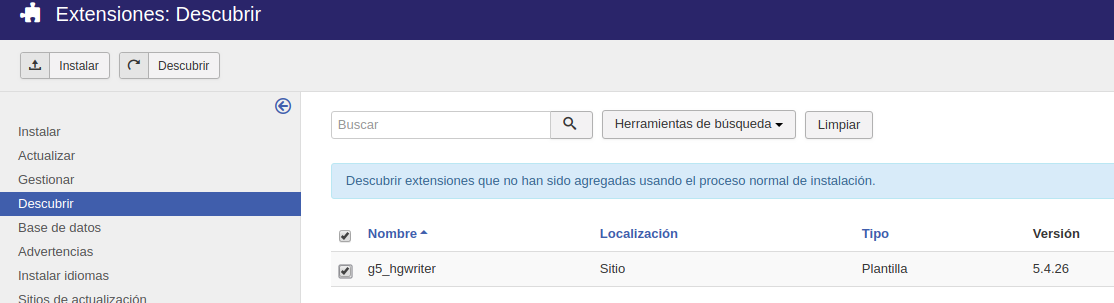 Extensiones: Descubrir
Instalar Descubrir
Instalar
Actualizar
Gestionar
Descubrir
Base de datos
Advertencias
Instalar idiomas
Sitios de actualización
Buscar Herramientas de búsqueda Limpiar
Descubrir extensiones que no han sido agregadas usando el proceso normal de instalación.
Nombre Localización Tipo Versión
g5_hgwriter Sitio Plantilla 5.4.26